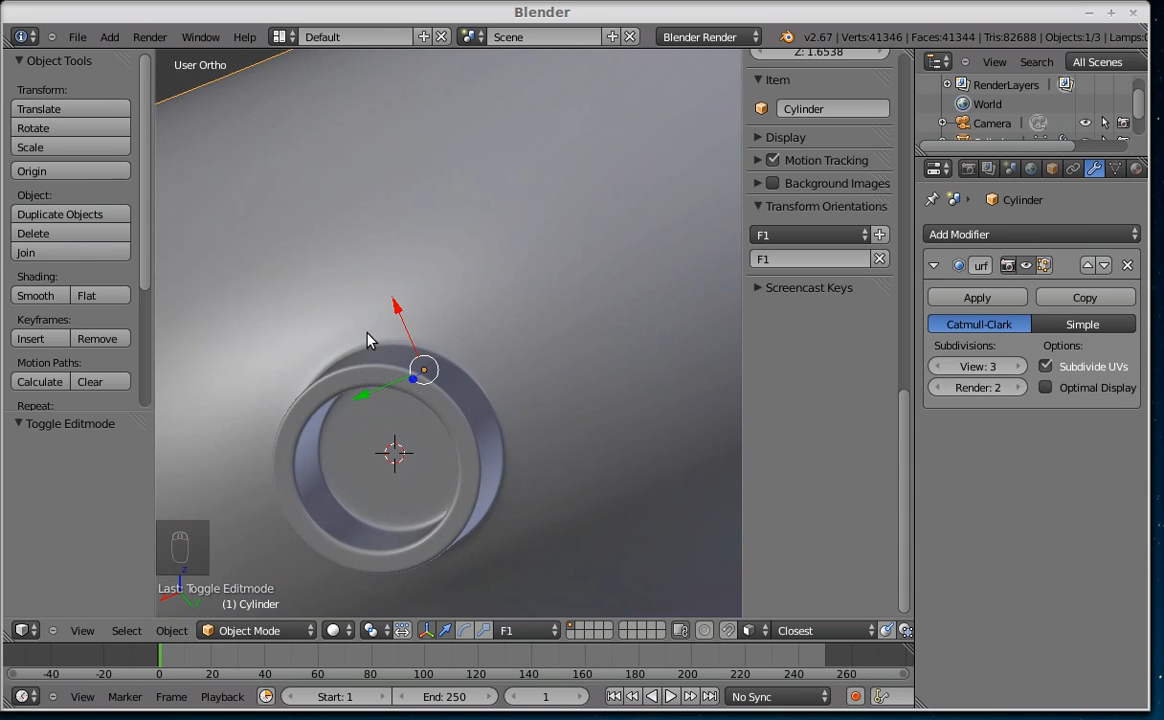 Blender
File Add Render Window Help Default Scene Blender Render v2.67 | Verts:41346 | Faces:41344 | Tris:82688 | Objects:1/3 | Lamps:
Object Tools
Transform:
Translate
Rotate
Scale
Origin
Object:
Duplicate Objects
Delete
Join
Shading:
Smooth Flat
Keyframes:
Insert Remove
Motion Paths:
Calculate Clear
Repeat:
Toggle Editmode
User Ortho
Last: Toggle Editmode
(1) Cylinder
Z: 1.6538
Item
Cylinder
Display
Motion Tracking
Background Images
Transform Orientations
F1
F1
Screencast Keys
View Search All Scenes
RenderLayers
World
Camera
Cylinder
Add Modifier
urf
Apply Copy
Catmull-Clark Simple
Subdivisions: Options:
View: 3 Subdivide UVs
Render: 2 Optimal Display
View Select Object Object Mode F1 Closest
-40 -20 0 20 40 60 80 100 120 140 160 180 200 220 240 260
View Marker Frame Playback Start: 1 End: 250 1 No Sync